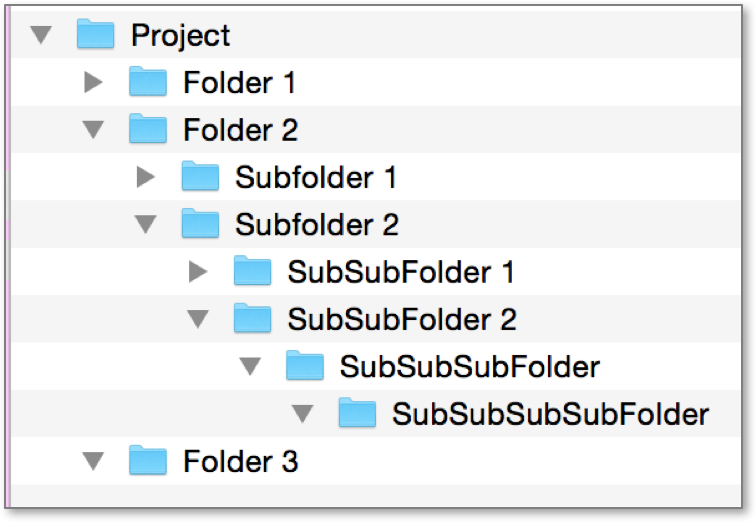 Project
Folder 1
Folder 2
Subfolder 1
Subfolder 2
SubSubFolder 1
SubSubFolder 2
SubSubSubFolder
SubSubSubSubFolder
Folder 3